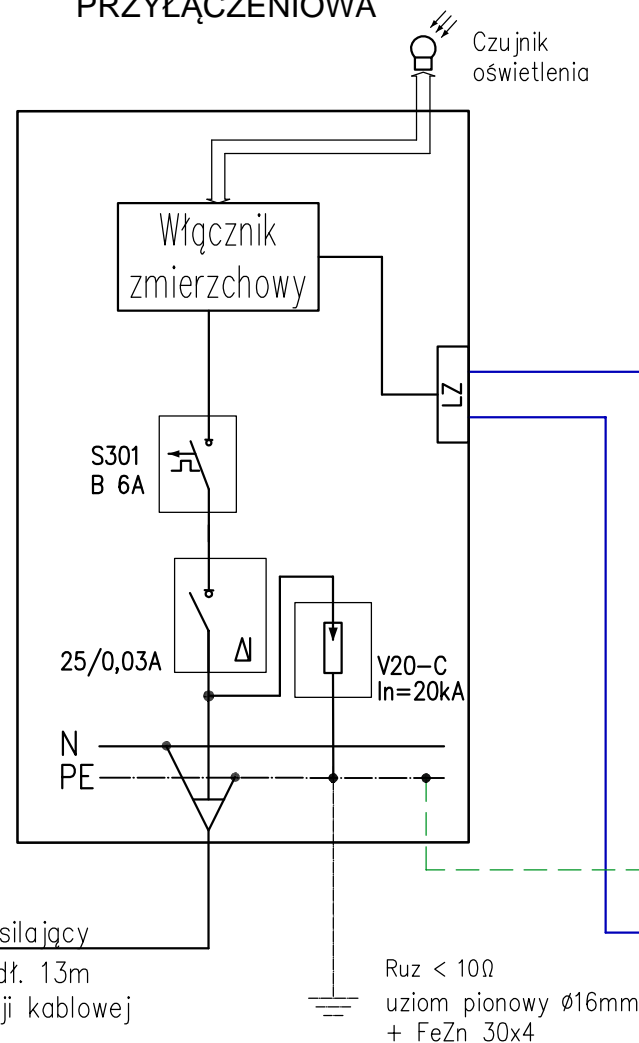 PRZYŁĄCZENIOWA
Czujnik
oświetlenia
Włącznik
zmierzchowy
LZ
S301
B 6A
25/0,03A
ΔI
V20-C
In=20kA
N
PE
silający
dł. 13m
ji kablowej
Ruz < 10Ω
uziom pionowy Ø16mm
+ FeZn 30x4